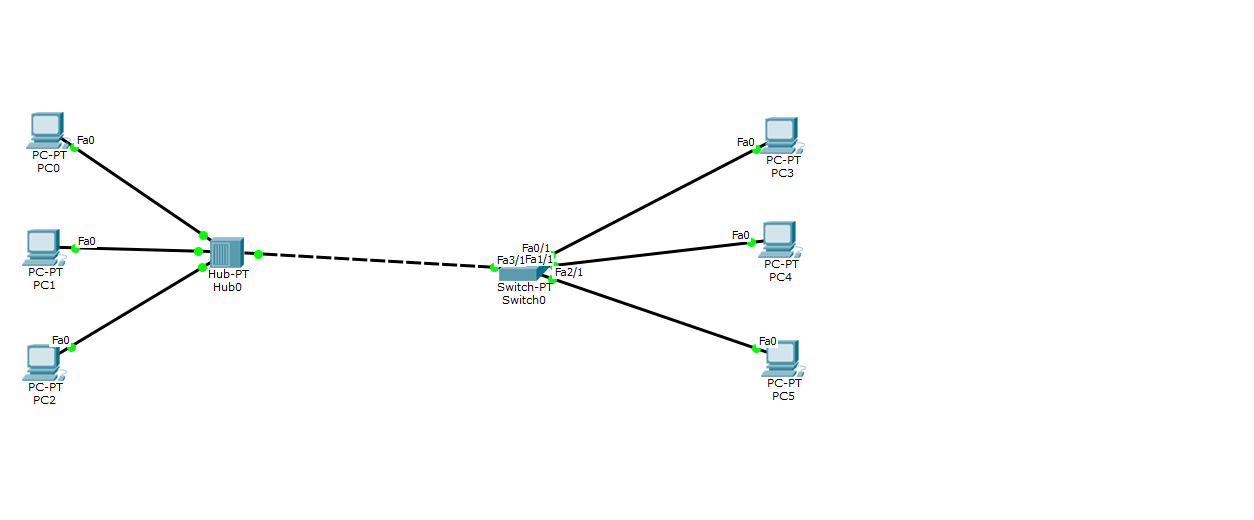 Fa0
PC-PT
PC0
Fa0
PC-PT
PC1
Fa0
PC-PT
PC2
Hub-PT
Hub0
Fa0/1
Fa3/1
Fa1/1
Fa2/1
Switch-PT
Switch0
Fa0
PC-PT
PC3
Fa0
PC-PT
PC4
Fa0
PC-PT
PC5